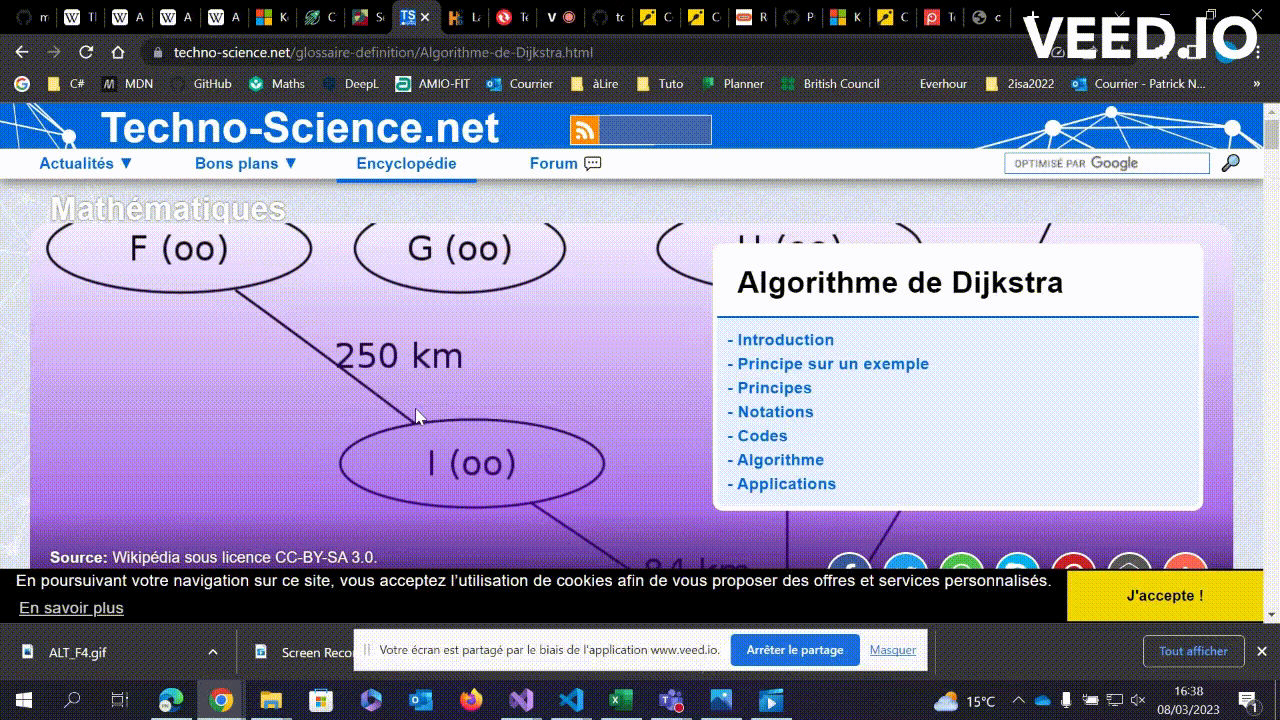 VEED.IO
techno-science.net/glossaire-definition/Algorithme-de-Dijkstra.html
C#
MDN
GitHub
Maths
DeepL
AMIO-FIT
Courrier
àLire
Tuto
Planner
British Council
Everhour
2isa2022
Courrier - Patrick N...
»
Techno-Science.net
Actualités ▼
Bons plans ▼
Encyclopédie
Forum
OPTIMISÉ PAR Google
Mathématiques
F (oo)
G (oo)
250 km
I (oo)
Algorithme de Dijkstra
- Introduction
- Principe sur un exemple
- Principes
- Notations
- Codes
- Algorithme
- Applications
84 km
Source: Wikipédia sous licence CC-BY-SA 3.0.
En poursuivant votre navigation sur ce site, vous acceptez l'utilisation de cookies afin de vous proposer des offres et services personnalisés.
En savoir plus
J'accepte !
ALT_F4.gif
Screen Reco
Votre écran est partagé par le biais de l'application www.veed.io.
Arrêter le partage
Masquer
Tout afficher
15°C
16:38
08/03/2023